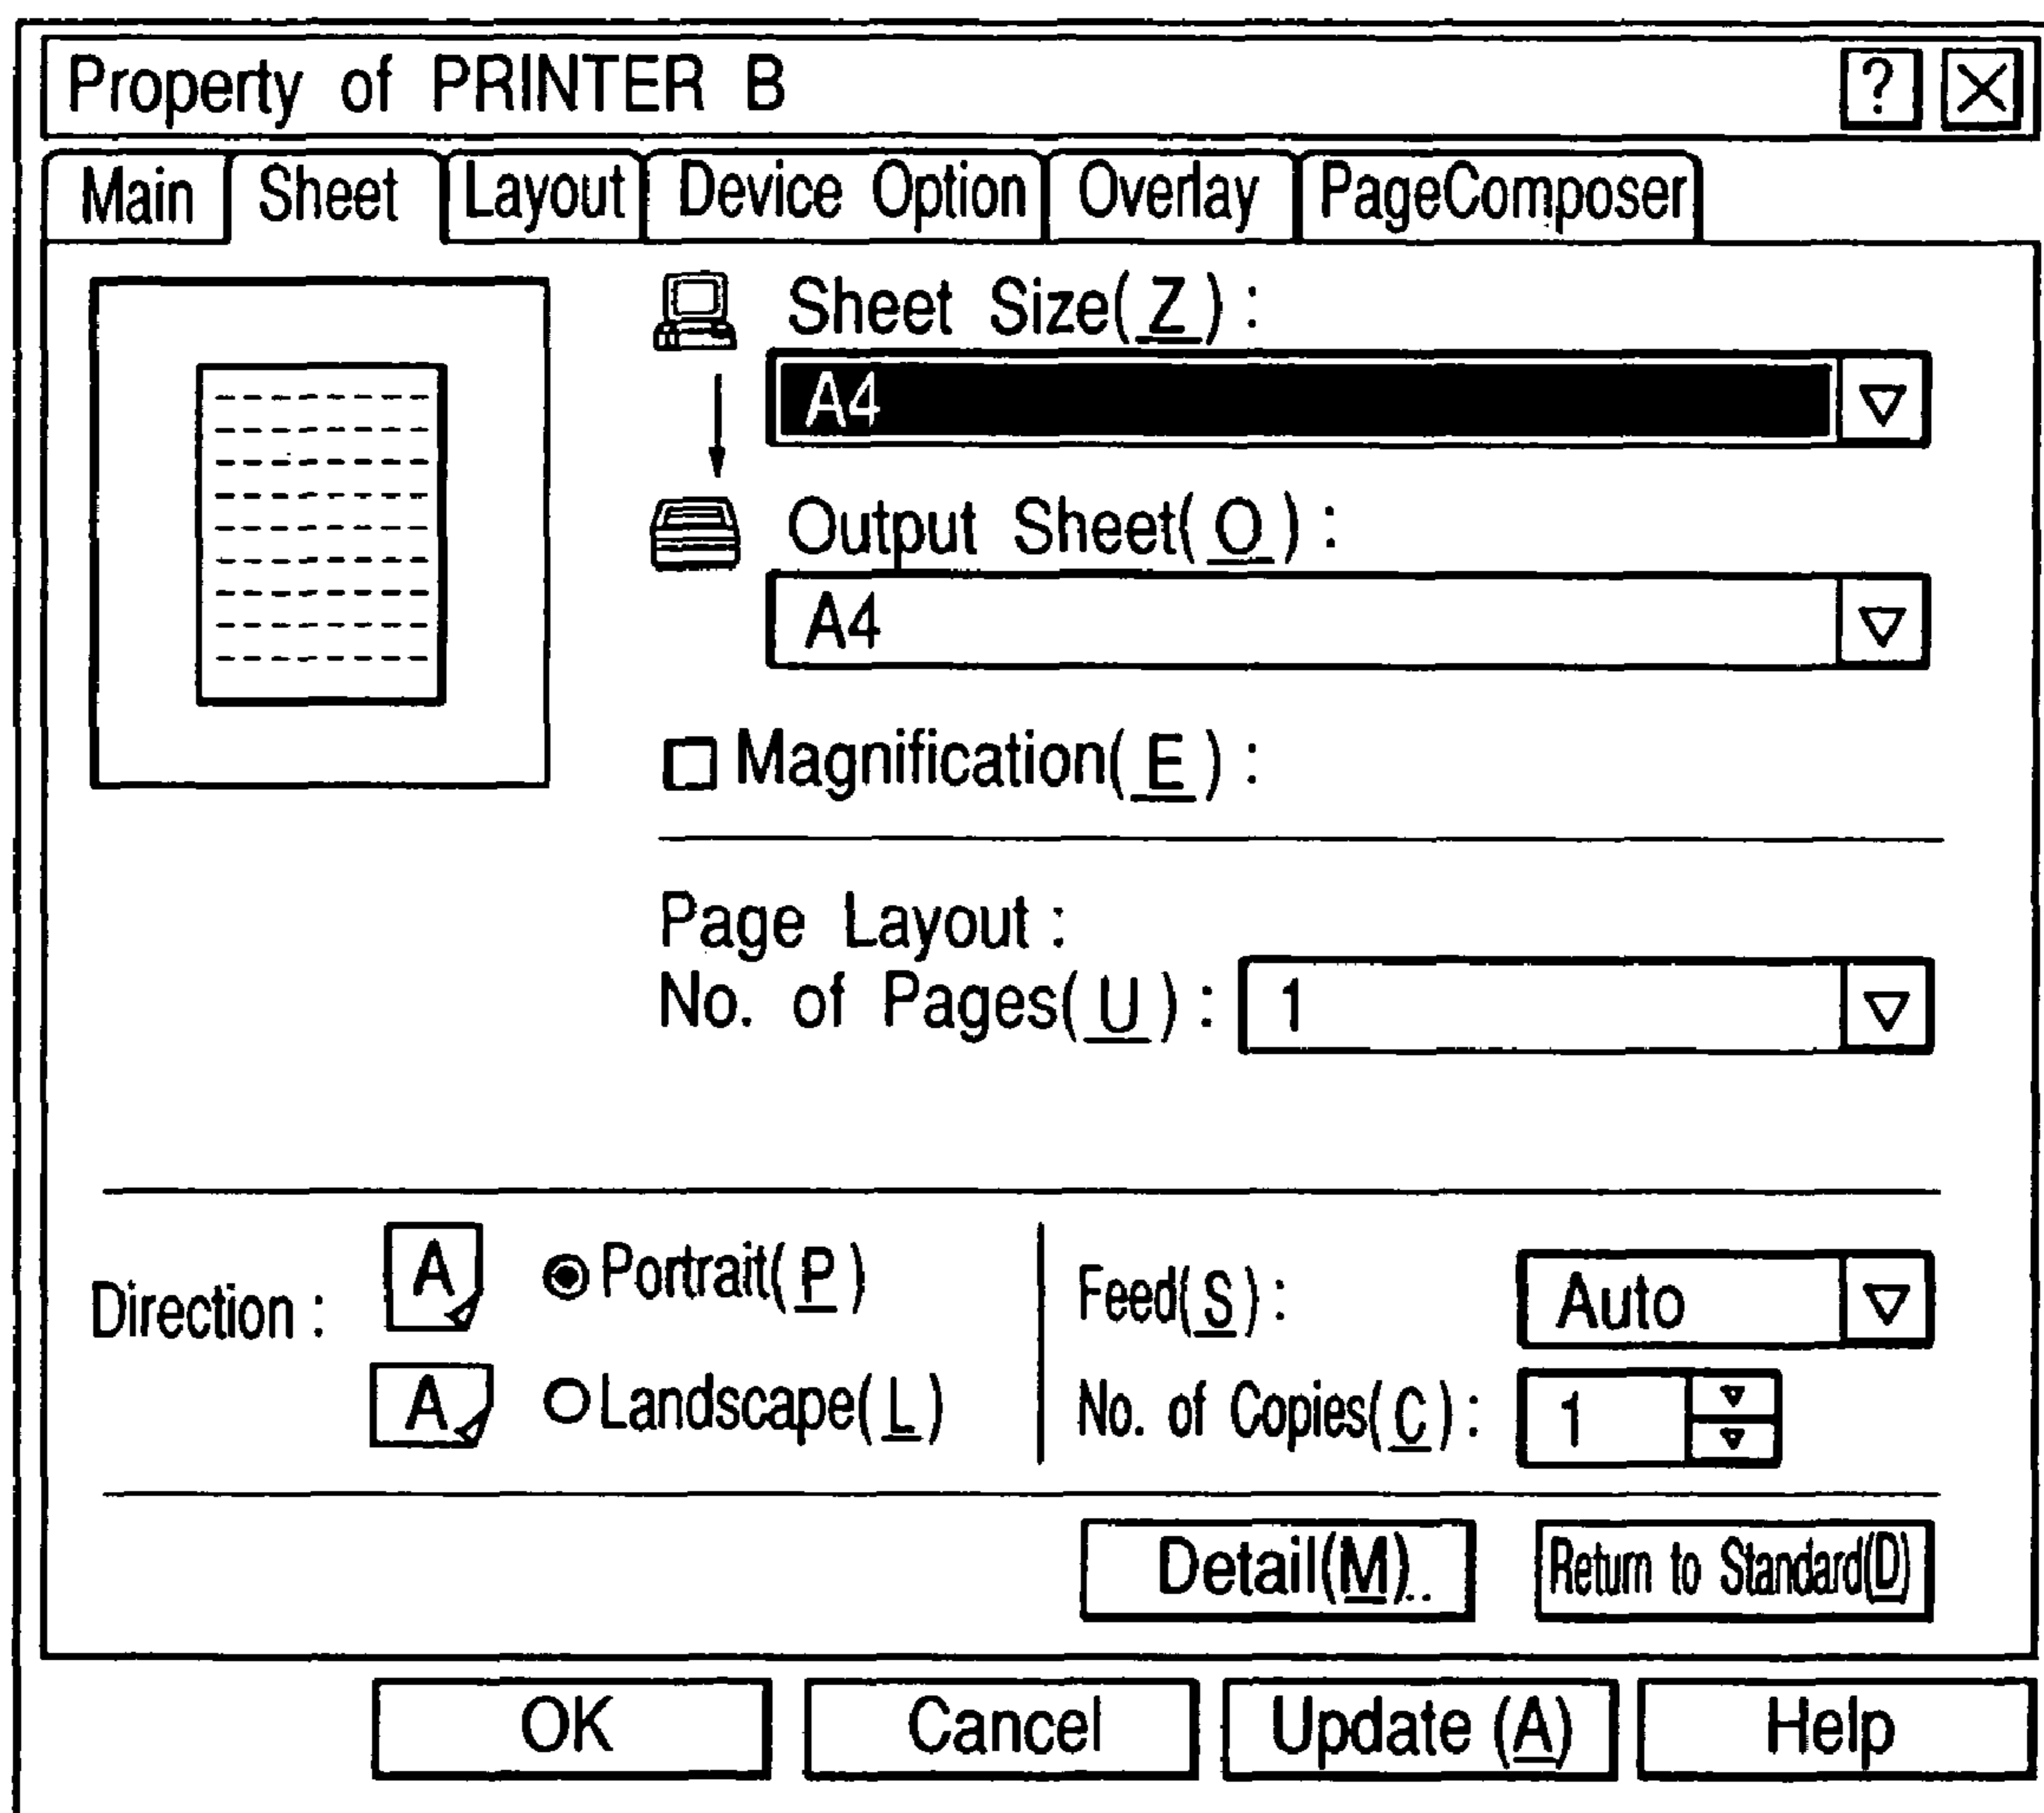 Property of PRINTER B ?
Main Sheet Layout Device Option Overlay PageComposer
Sheet Size(Z):
A4
Output Sheet(O):
A4
Magnification(E):
Page Layout:
No. of Pages(U): 1
Direction:
A Portrait(P)
A Landscape(L)
Feed(S): Auto
No. of Copies(C): 1
Detail(M).. Return to Standard(D)
OK Cancel Update (A) Help